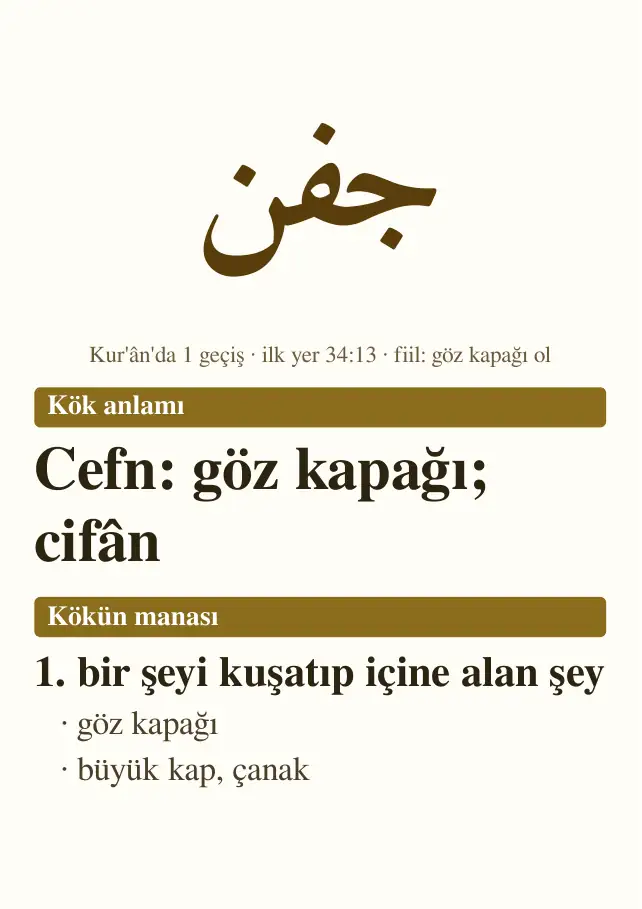 جفن
Kur'ân'da 1 geçiş · ilk yer 34:13 · fiil: göz kapağı ol
Kök anlamı
Cefn: göz kapağı;
cifân
Kökün manası
1. bir şeyi kuşatıp içine alan şey
· göz kapağı
· büyük kap, çanak